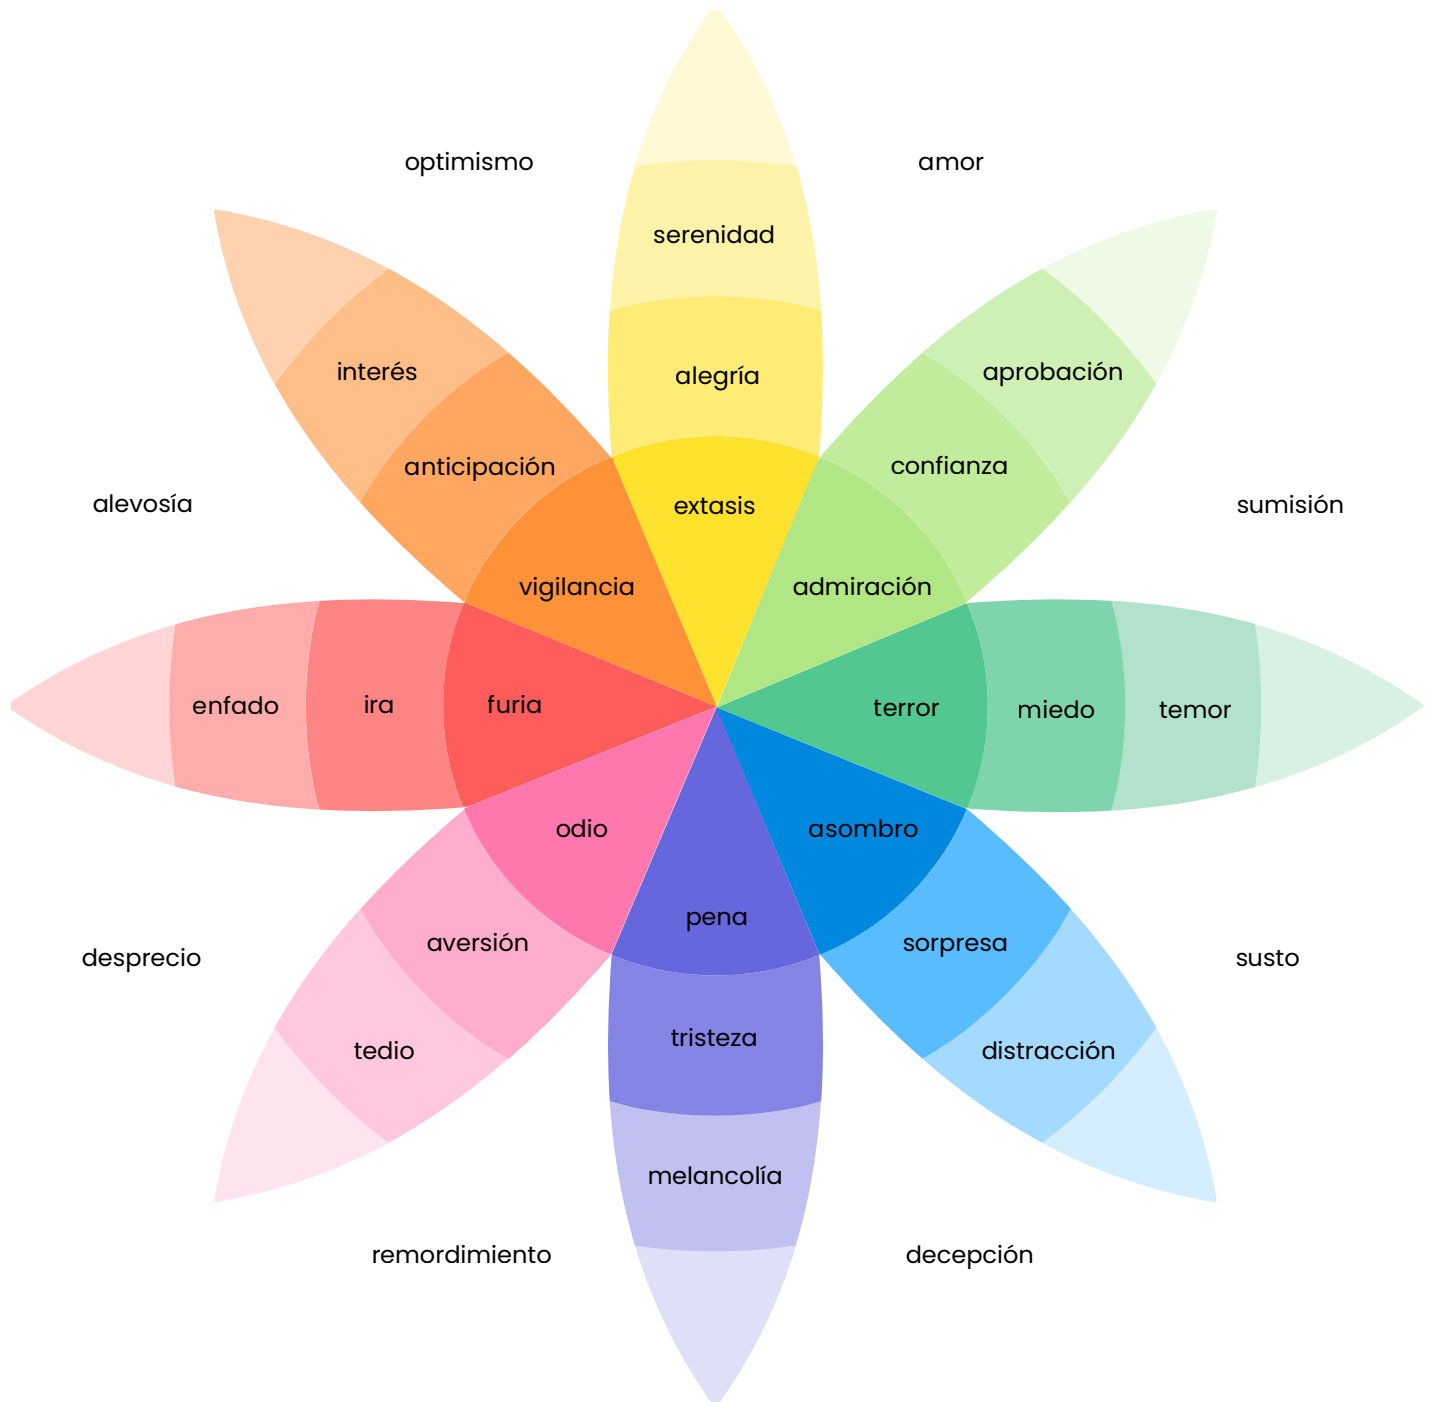 optimismo
amor
serenidad
interés
alegría
aprobación
anticipación
confianza
alevosía
extasis
sumisión
vigilancia
admiración
enfado
ira
furia
terror
miedo
temor
odio
asombro
pena
desprecio
aversión
sorpresa
susto
tedio
tristeza
distracción
melancolía
remordimiento
decepción